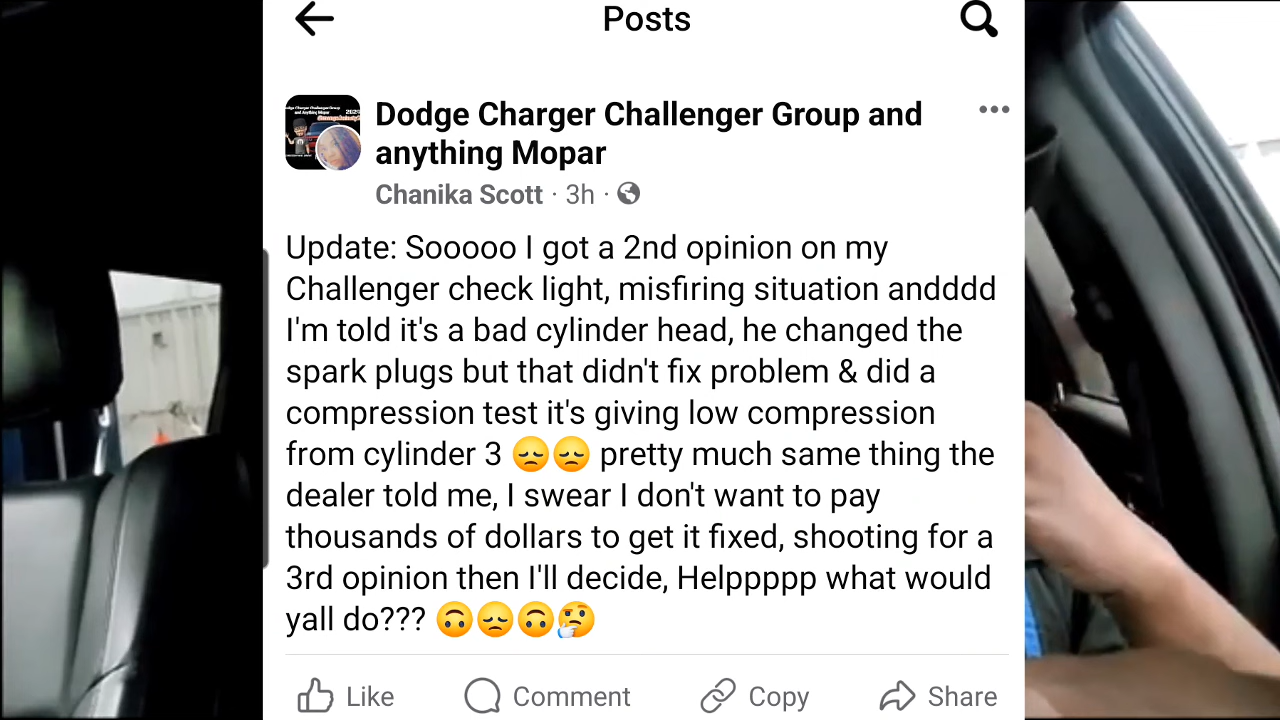 Posts
Dodge Charger Challenger Group and
anything Mopar
Chanika Scott · 3h ·
Update: Sooooo I got a 2nd opinion on my
Challenger check light, misfiring situation andddd
I'm told it's a bad cylinder head, he changed the
spark plugs but that didn't fix problem & did a
compression test it's giving low compression
from cylinder 3 😞😞 pretty much same thing the
dealer told me, I swear I don't want to pay
thousands of dollars to get it fixed, shooting for a
3rd opinion then I'll decide, Helppppp what would
yall do??? 🙃😞🙃🤔
Like Comment Copy Share